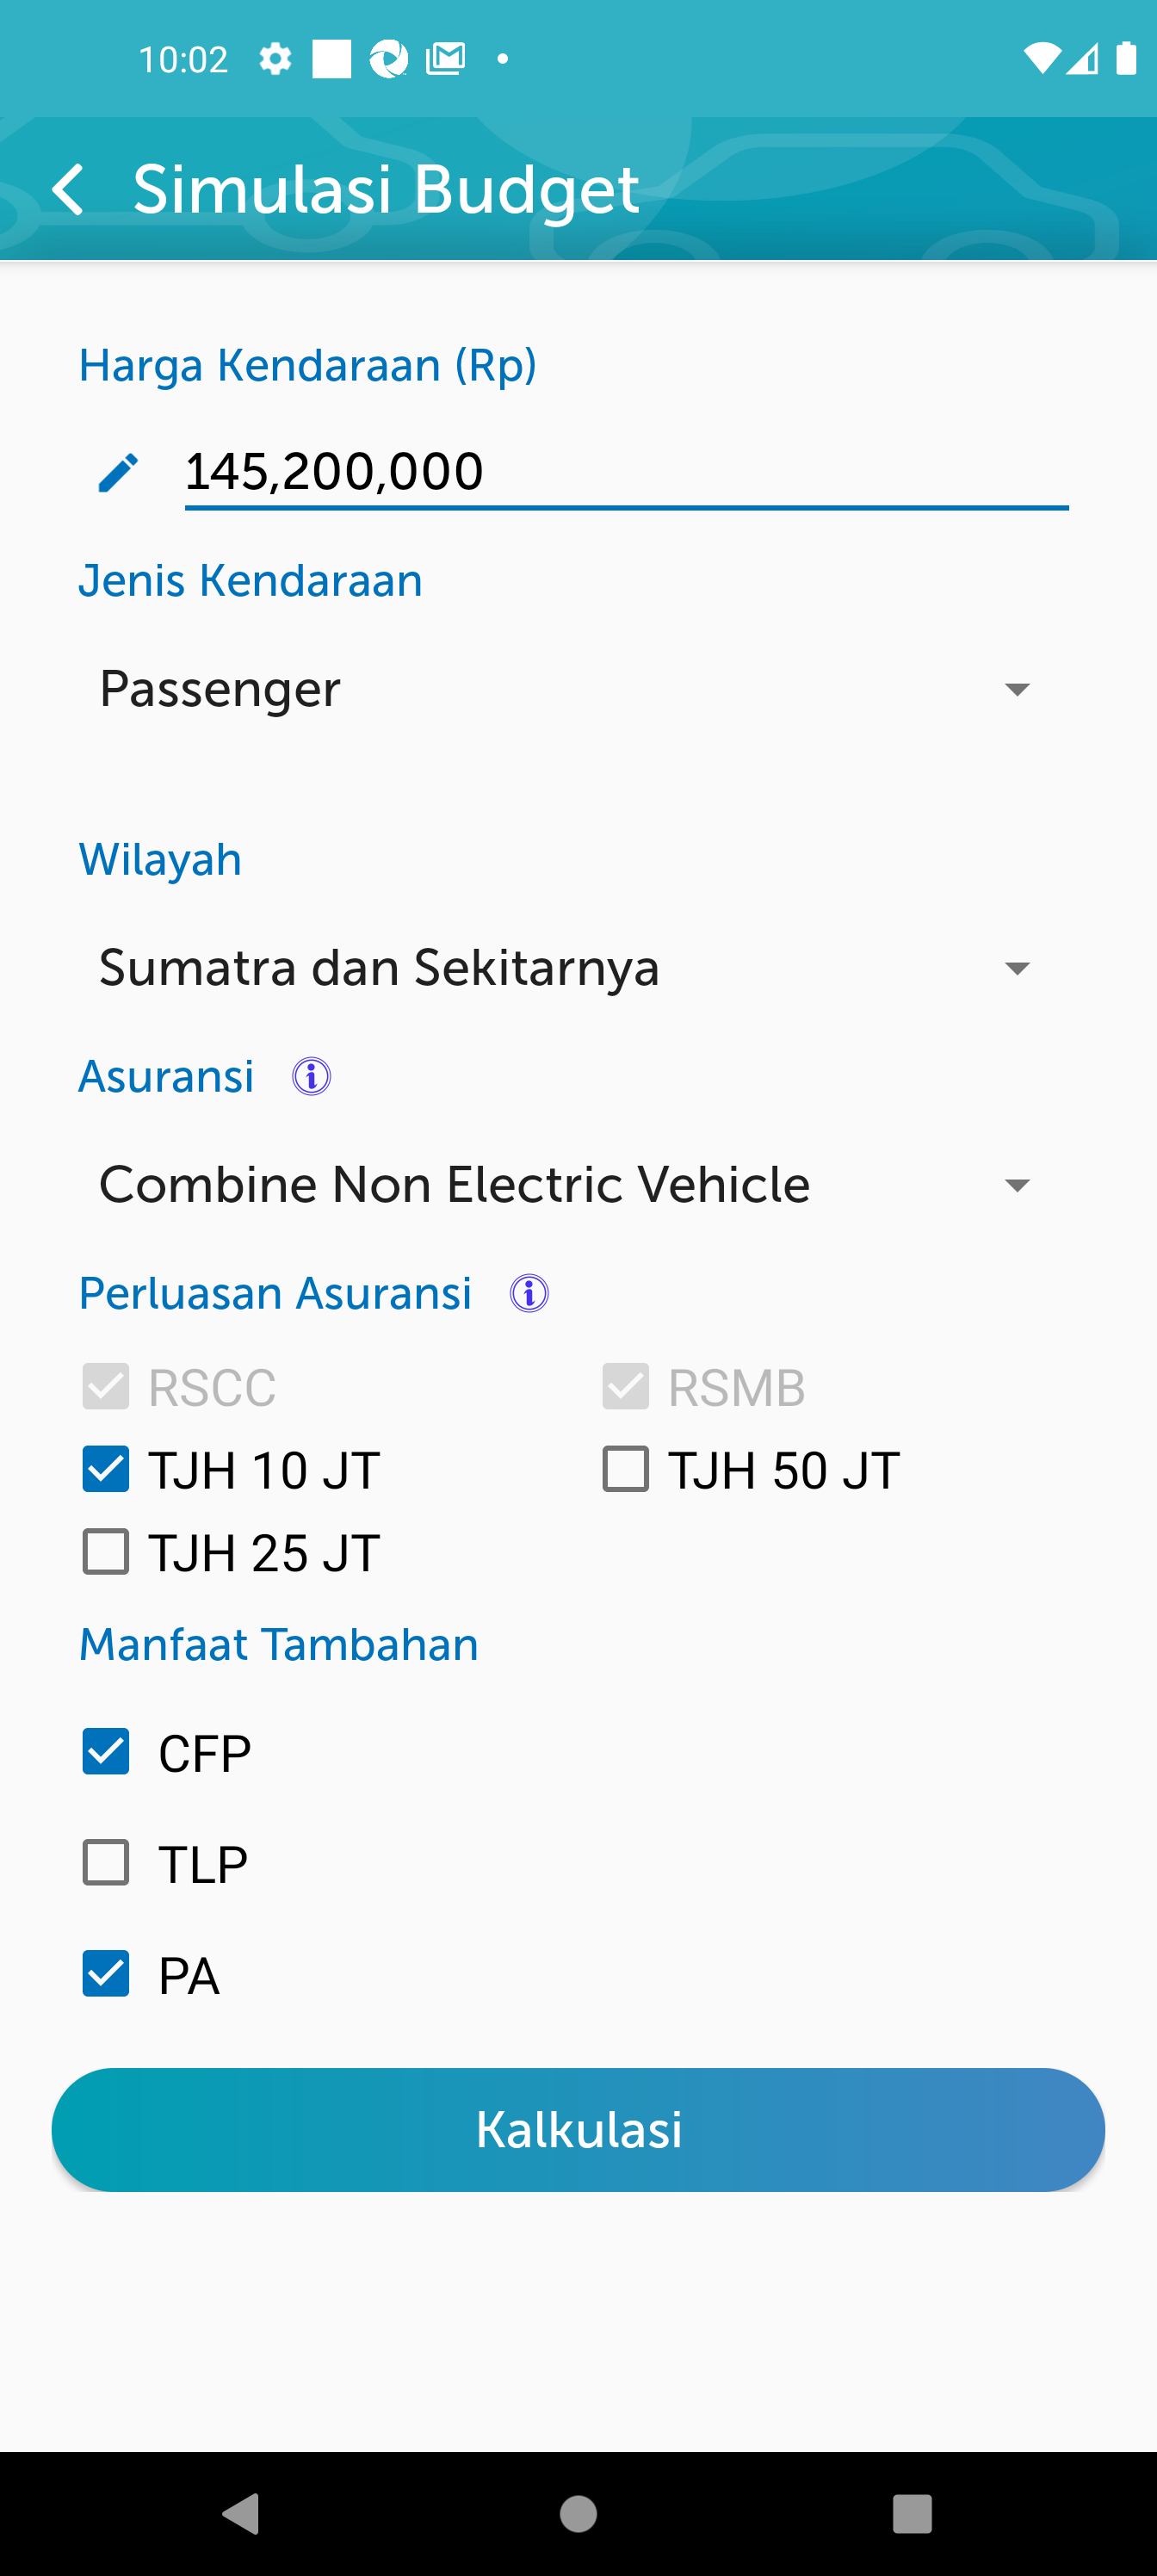 10:02
Simulasi Budget
Harga Kendaraan (Rp)
145,200,000
Jenis Kendaraan
Passenger
Wilayah
Sumatra dan Sekitarnya
Asuransi
Combine Non Electric Vehicle
Perluasan Asuransi
RSCC RSMB
TJH 10 JT TJH 50 JT
TJH 25 JT
Manfaat Tambahan
CFP
TLP
PA
Kalkulasi